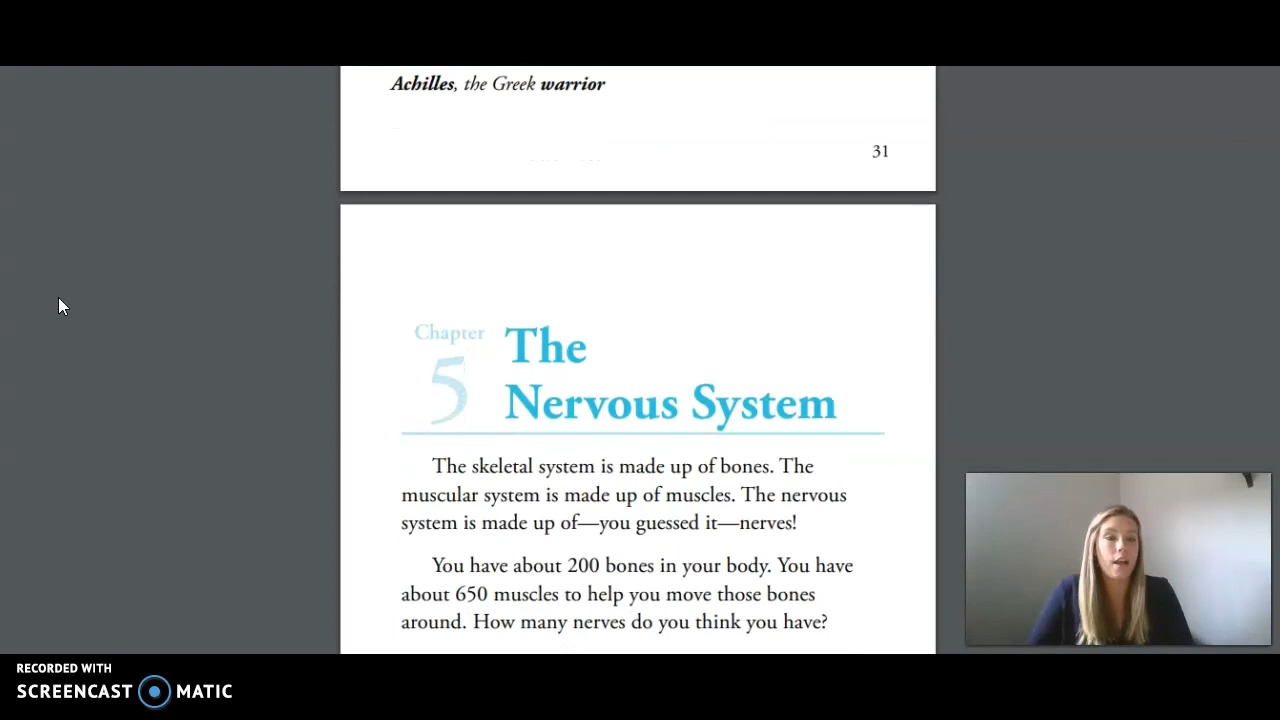 Achilles, the Greek warrior
31
Chapter
5
The
Nervous System
The skeletal system is made up of bones. The
muscular system is made up of muscles. The nervous
system is made up of—you guessed it—nerves!
You have about 200 bones in your body. You have
about 650 muscles to help you move those bones
around. How many nerves do you think you have?
RECORDED WITH
SCREENCAST MATIC